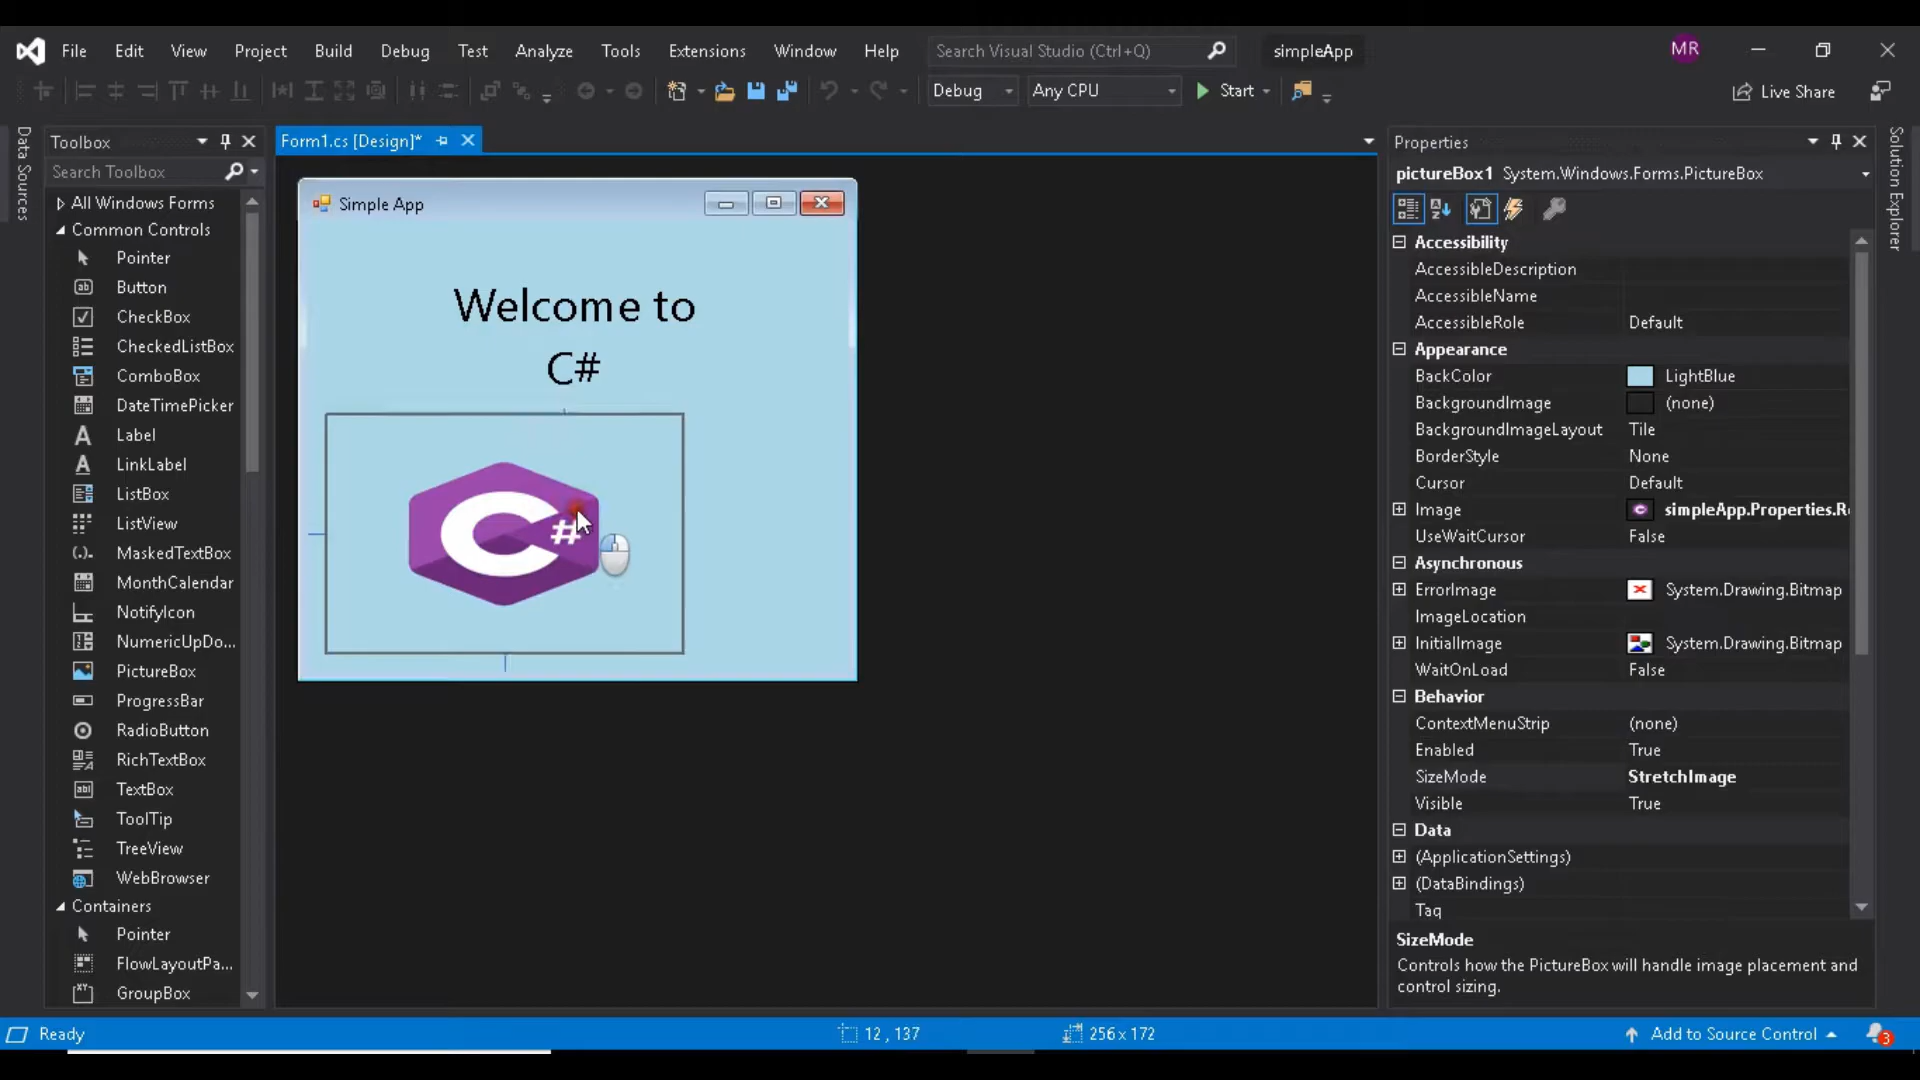 File Edit View Project Build Debug Test Analyze Tools Extensions Window Help Search Visual Studio (Ctrl+Q) simpleApp MR
Debug Any CPU Start Live Share
Data Sources
Toolbox
Search Toolbox
All Windows Forms
Common Controls
Pointer
Button
CheckBox
CheckedListBox
ComboBox
DateTimePicker
Label
LinkLabel
ListBox
ListView
MaskedTextBox
MonthCalendar
NotifyIcon
NumericUpDo...
PictureBox
ProgressBar
RadioButton
RichTextBox
TextBox
ToolTip
TreeView
WebBrowser
Containers
Pointer
FlowLayoutPa...
GroupBox
Form1.cs [Design]*
Simple App
Welcome to
C#
C#
Properties
pictureBox1 System.Windows.Forms.PictureBox
Accessibility
AccessibleDescription
AccessibleName
AccessibleRole Default
Appearance
BackColor LightBlue
BackgroundImage (none)
BackgroundImageLayout Tile
BorderStyle None
Cursor Default
Image simpleApp.Properties.R
UseWaitCursor False
Asynchronous
ErrorImage System.Drawing.Bitmap
ImageLocation
InitialImage System.Drawing.Bitmap
WaitOnLoad False
Behavior
ContextMenuStrip (none)
Enabled True
SizeMode StretchImage
Visible True
Data
(ApplicationSettings)
(DataBindings)
Tag
SizeMode
Controls how the PictureBox will handle image placement and
control sizing.
Solution Explorer
Ready 12 , 137 256 x 172 Add to Source Control 3